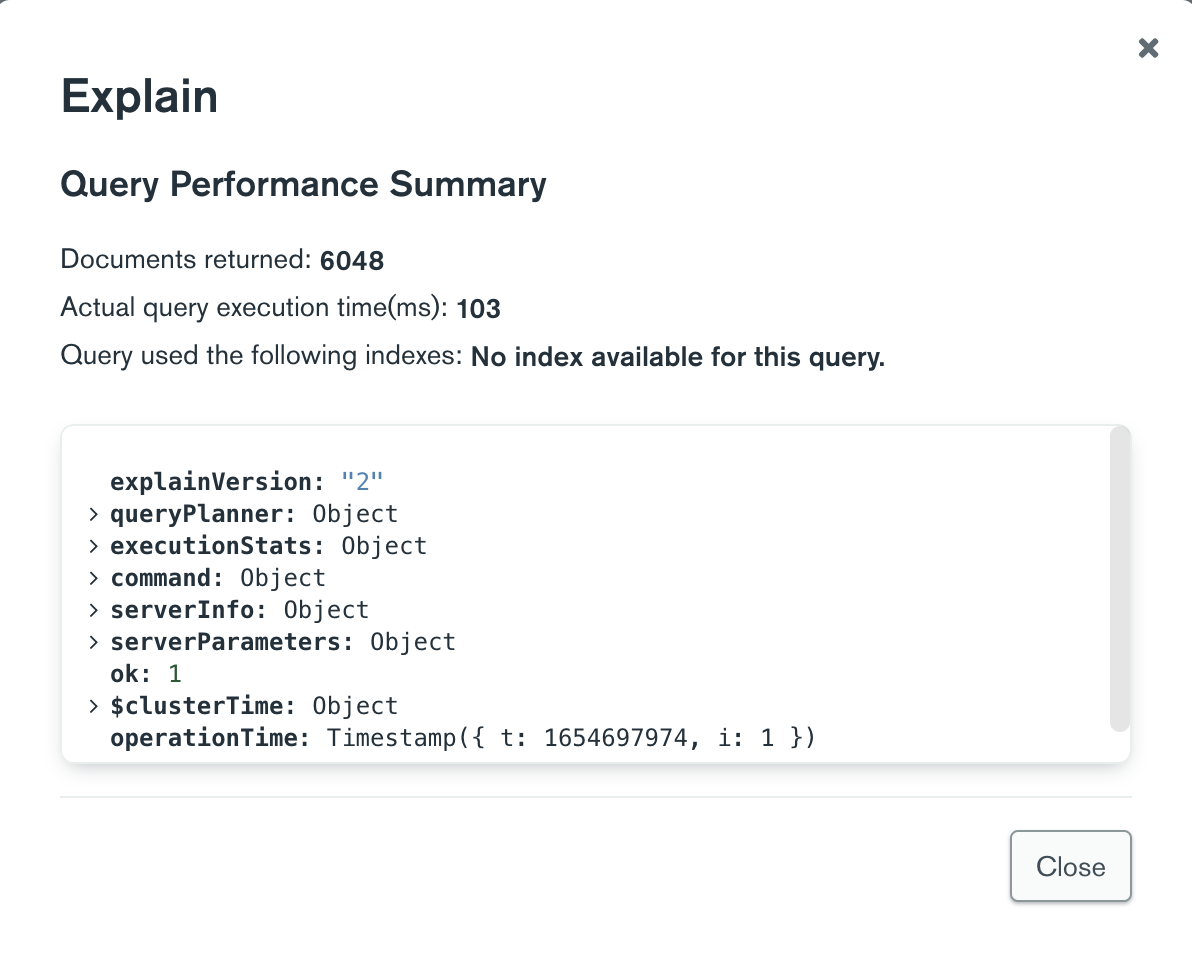 Explain
Query Performance Summary
Documents returned: 6048
Actual query execution time(ms): 103
Query used the following indexes: No index available for this query.
explainVersion: "2"
> queryPlanner: Object
> executionStats: Object
> command: Object
> serverInfo: Object
> serverParameters: Object
ok: 1
> $clusterTime: Object
operationTime: Timestamp({ t: 1654697974, i: 1 })
Close